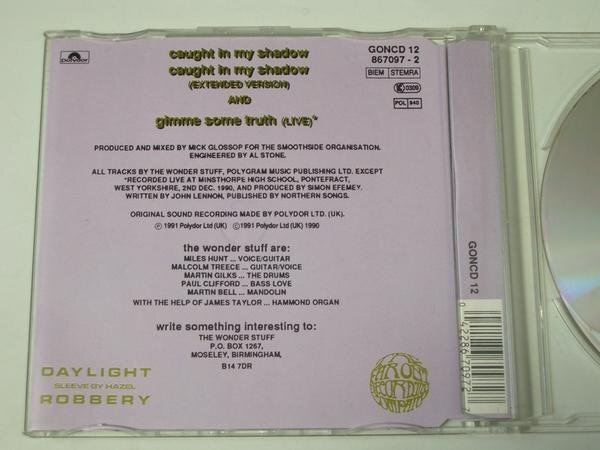 polydor
caught in my shadow
caught in my shadow
(EXTENDED VERSION)
AND
gimme some truth (LIVE)*
GONCD 12
867097 - 2
BIEM STEMRA
LC 0309
POL 940
PRODUCED AND MIXED BY MICK GLOSSOP FOR THE SMOOTHSIDE ORGANISATION.
ENGINEERED BY AL STONE.
ALL TRACKS BY THE WONDER STUFF, POLYGRAM MUSIC PUBLISHING LTD. EXCEPT
*RECORDED LIVE AT MINSTHORPE HIGH SCHOOL, PONTEFRACT,
WEST YORKSHIRE, 2ND DEC. 1990, AND PRODUCED BY SIMON EFEMEY.
WRITTEN BY JOHN LENNON, PUBLISHED BY NORTHERN SONGS.
ORIGINAL SOUND RECORDING MADE BY POLYDOR LTD. (UK).
℗ 1991 Polydor Ltd (UK) ©1991 Polydor Ltd (UK) 1990
the wonder stuff are:
MILES HUNT ... VOICE/GUITAR
MALCOLM TREECE ... GUITAR/VOICE
MARTIN GILKS ... THE DRUMS
PAUL CLIFFORD ... BASS LOVE
MARTIN BELL ... MANDOLIN
WITH THE HELP OF JAMES TAYLOR ... HAMMOND ORGAN
write something interesting to:
THE WONDER STUFF
P.O. BOX 1267,
MOSELEY, BIRMINGHAM,
B14 7DR
DAYLIGHT
SLEEVE BY HAZEL
ROBBERY
GONCD 12
0 42286 70972 7